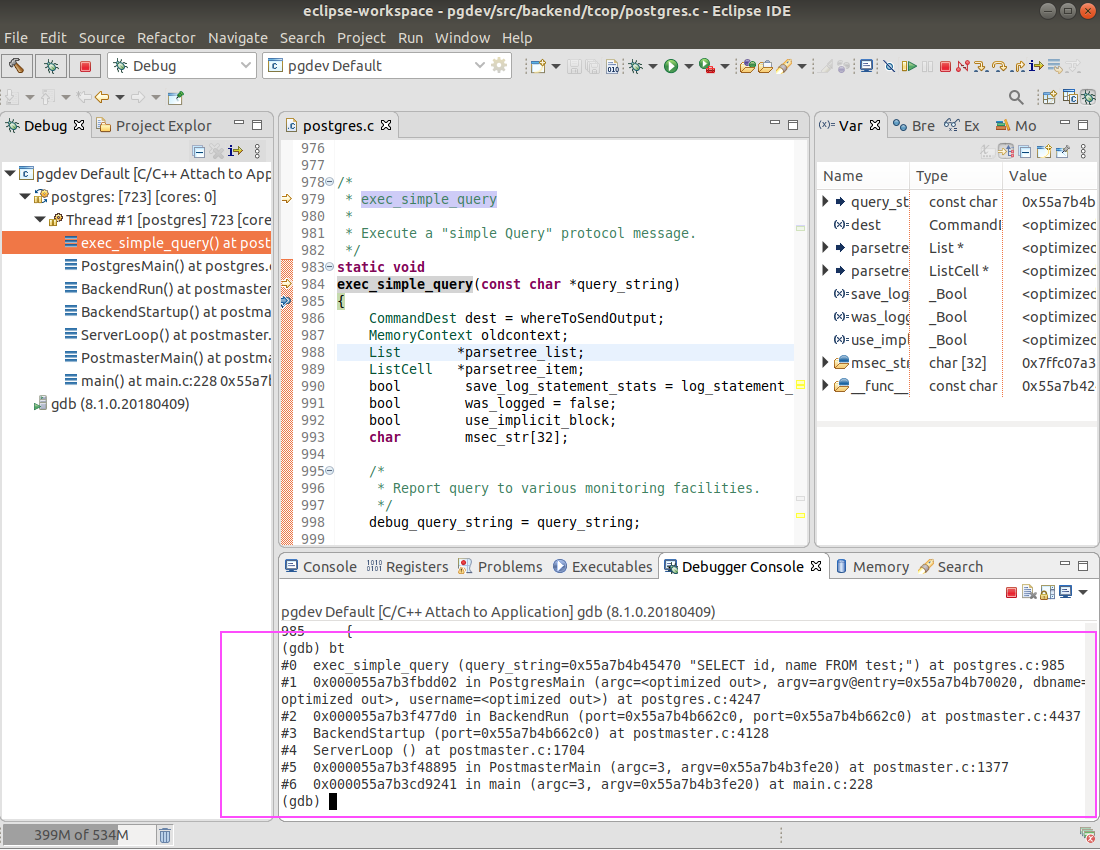 eclipse-workspace - pgdev/src/backend/tcop/postgres.c - Eclipse IDE
File Edit Source Refactor Navigate Search Project Run Window Help
Debug pgdev Default
Debug Project Explor
pgdev Default [C/C++ Attach to App
postgres: [723] [cores: 0]
Thread #1 [postgres] 723 [core
exec_simple_query() at post
PostgresMain() at postgres.
BackendRun() at postmaster
BackendStartup() at postma
ServerLoop() at postmaster.
PostmasterMain() at postma
main() at main.c:228 0x55a7
gdb (8.1.0.20180409)
postgres.c
976
977
978 /*
979 * exec_simple_query
980 *
981 * Execute a "simple Query" protocol message.
982 */
983 static void
984 exec_simple_query(const char *query_string)
985 {
986 CommandDest dest = whereToSendOutput;
987 MemoryContext oldcontext;
988 List *parsetree_list;
989 ListCell *parsetree_item;
990 bool save_log_statement_stats = log_statement_
991 bool was_logged = false;
992 bool use_implicit_block;
993 char msec_str[32];
994
995 /*
996 * Report query to various monitoring facilities.
997 */
998 debug_query_string = query_string;
999
(x)= Var Bre Ex Mo
Name Type Value
query_st const char 0x55a7b4b
dest CommandI <optimizec
parsetre List * <optimizec
parsetre ListCell * <optimizec
save_log _Bool <optimizec
was_logg _Bool <optimizec
use_impl _Bool <optimizec
msec_str char [32] 0x7ffc07a3
__func__ const char 0x55a7b42
Console Registers Problems Executables Debugger Console Memory Search
pgdev Default [C/C++ Attach to Application] gdb (8.1.0.20180409)
985 {
(gdb) bt
#0 exec_simple_query (query_string=0x55a7b4b45470 "SELECT id, name FROM test;") at postgres.c:985
#1 0x000055a7b3fbdd02 in PostgresMain (argc=<optimized out>, argv=argv@entry=0x55a7b4b70020, dbname=
optimized out>, username=<optimized out>) at postgres.c:4247
#2 0x000055a7b3f477d0 in BackendRun (port=0x55a7b4b662c0, port=0x55a7b4b662c0) at postmaster.c:4437
#3 BackendStartup (port=0x55a7b4b662c0) at postmaster.c:4128
#4 ServerLoop () at postmaster.c:1704
#5 0x000055a7b3f48895 in PostmasterMain (argc=3, argv=0x55a7b4b3fe20) at postmaster.c:1377
#6 0x000055a7b3cd9241 in main (argc=3, argv=0x55a7b4b3fe20) at main.c:228
(gdb)
399M of 534M